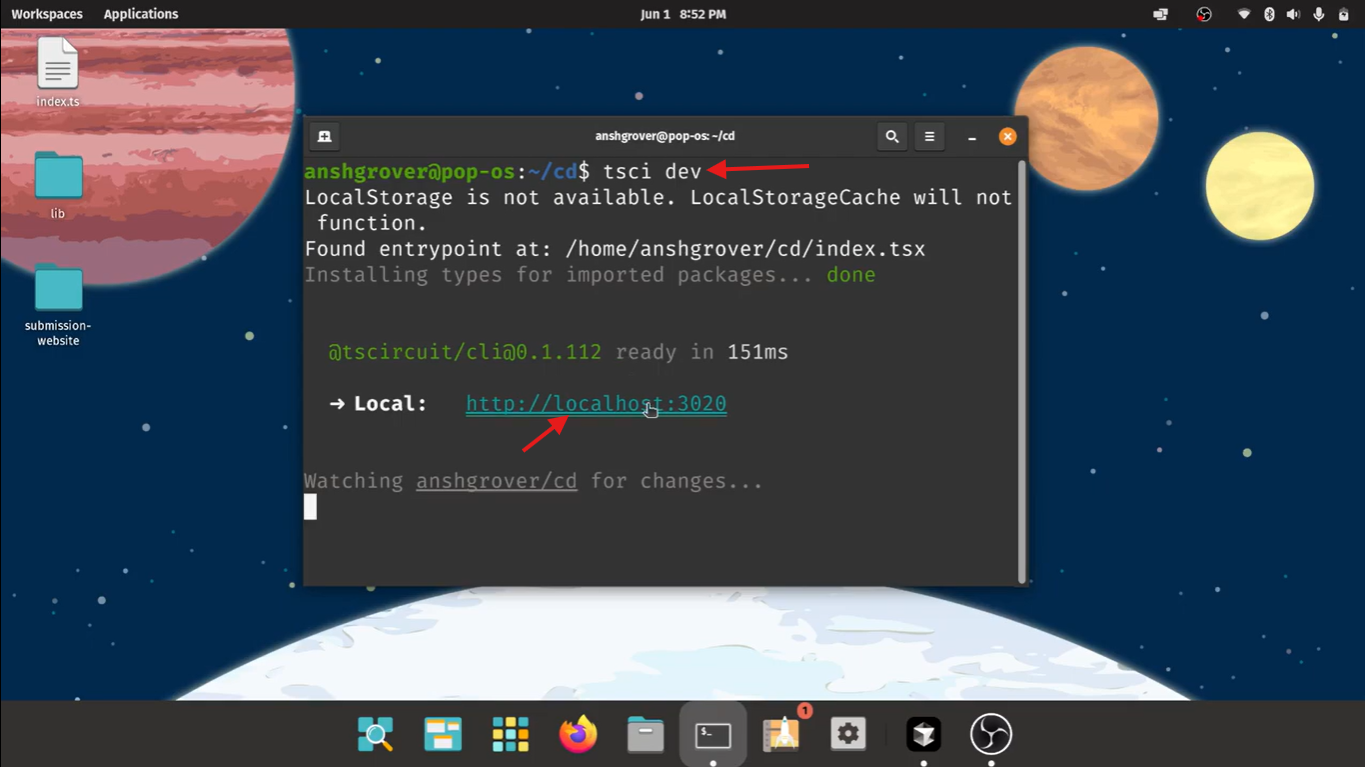 Workspaces Applications Jun 1 8:52 PM
index.ts
lib
submission-
website
anshgrover@pop-os: ~/cd
anshgrover@pop-os:~/cd$ tsci dev
LocalStorage is not available. LocalStorageCache will not
function.
Found entrypoint at: /home/anshgrover/cd/index.tsx
Installing types for imported packages... done
@tscircuit/cli@0.1.112 ready in 151ms
➜ Local: http://localhost:3020
Watching anshgrover/cd for changes...
$_
1